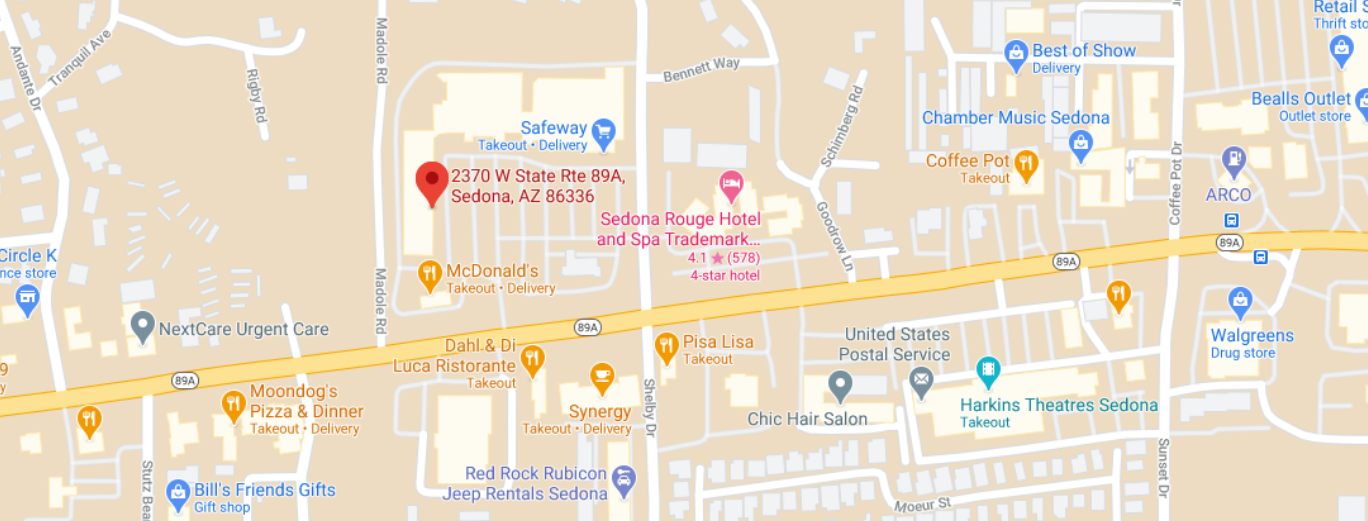 Andante Dr
Tranquil Ave
Rigby Rd
Madole Rd
Safeway
Takeout • Delivery
2370 W State Rte 89A,
Sedona, AZ 86336
Bennett Way
Schimberg Rd
Goodrow Ln
Sedona Rouge Hotel
and Spa Trademark...
4.1 ★ (578)
4-star hotel
Best of Show
Delivery
Chamber Music Sedona
Coffee Pot
Takeout
Coffee Pot Dr
Retail S
Thrift sto
Bealls Outlet
Outlet store
ARCO
89A
89A
Circle K
nce store
Madole Rd
McDonald's
Takeout • Delivery
NextCare Urgent Care
89A
89A
9
y
Moondog's
Pizza & Dinner
Takeout • Delivery
Dahl & Di
Luca Ristorante
Takeout
Synergy
Takeout • Delivery
Pisa Lisa
Takeout
Shelby Dr
United States
Postal Service
Chic Hair Salon
Harkins Theatres Sedona
Takeout
Walgreens
Drug store
Sunset Dr
Stutz Bea
Bill's Friends Gifts
Gift shop
Red Rock Rubicon
Jeep Rentals Sedona
Moeur St